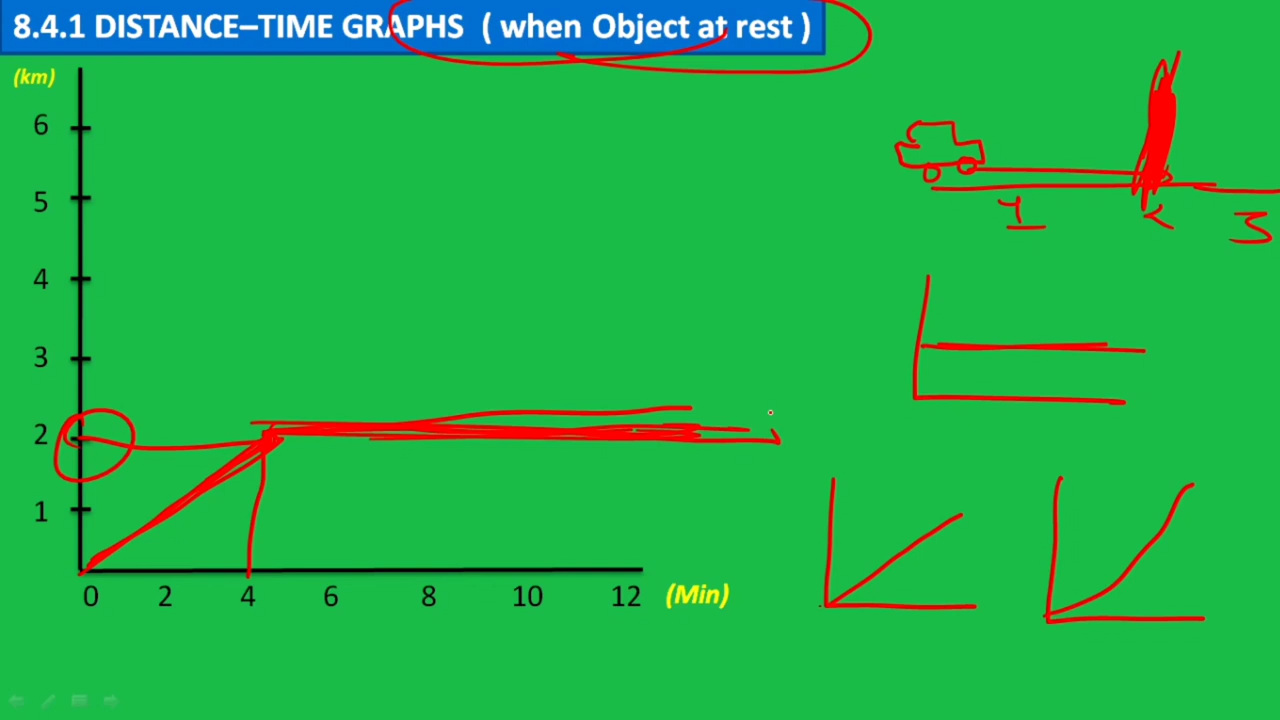 8.4.1 DISTANCE–TIME GRAPHS ( when Object at rest )
(km)
6
5
4
3
2
1
0 2 4 6 8 10 12 (Min)
1
3